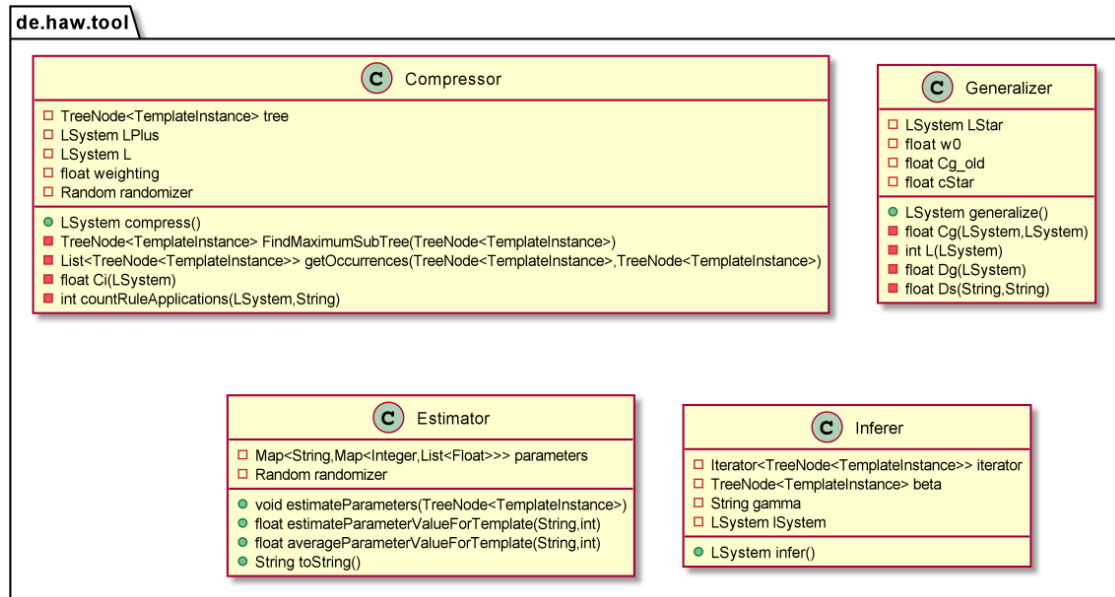 de.haw.tool
C Compressor
TreeNode<TemplateInstance> tree
LSystem LPlus
LSystem L
float weighting
Random randomizer
LSystem compress()
TreeNode<TemplateInstance> FindMaximumSubTree(TreeNode<TemplateInstance>)
List<TreeNode<TemplateInstance>> getOccurrences(TreeNode<TemplateInstance>,TreeNode<TemplateInstance>)
float Ci(LSystem)
int countRuleApplications(LSystem,String)
C Generalizer
LSystem LStar
float w0
float Cg_old
float cStar
LSystem generalize()
float Cg(LSystem,LSystem)
int L(LSystem)
float Dg(LSystem)
float Ds(String,String)
C Estimator
Map<String,Map<Integer,List<Float>>> parameters
Random randomizer
void estimateParameters(TreeNode<TemplateInstance>)
float estimateParameterValueForTemplate(String,int)
float averageParameterValueForTemplate(String,int)
String toString()
C Inferer
Iterator<TreeNode<TemplateInstance>> iterator
TreeNode<TemplateInstance> beta
String gamma
LSystem lSystem
LSystem infer()